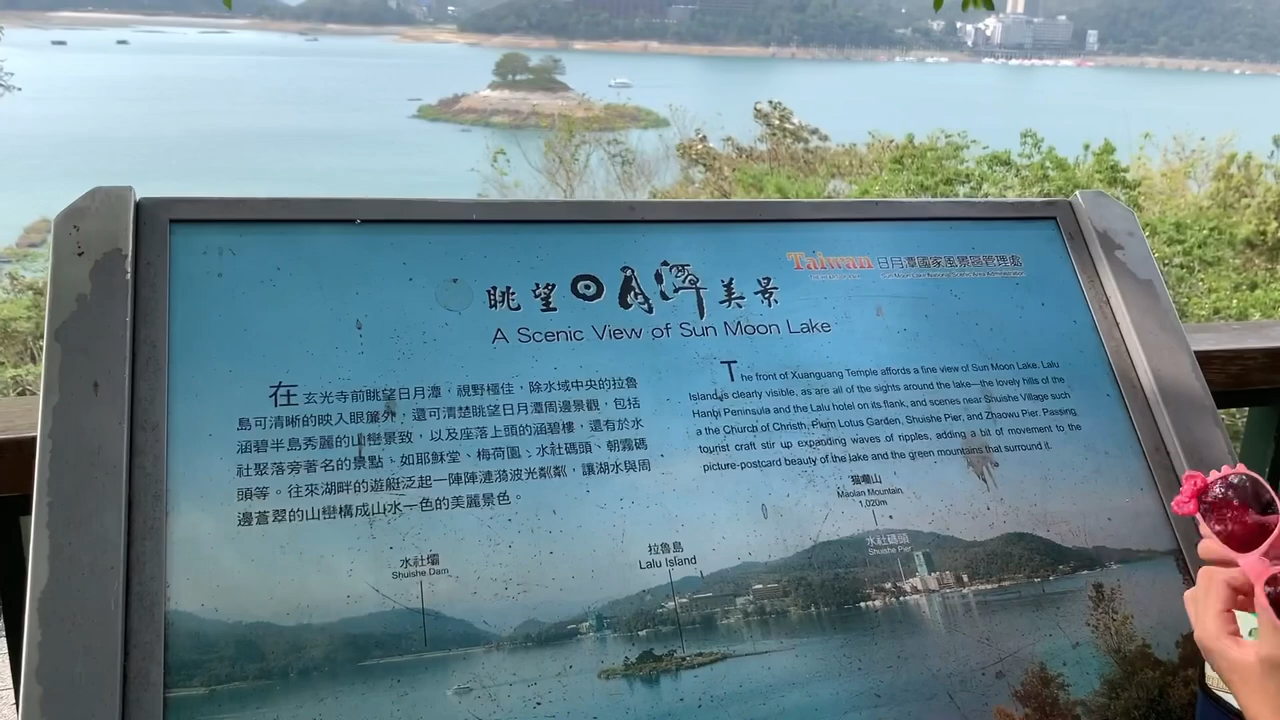 Taiwan 日月潭國家風景區管理處
Sun Moon Lake National Scenic Area Administration
眺望日月潭美景
A Scenic View of Sun Moon Lake
在玄光寺前眺望日月潭，視野極佳，除水域中央的拉魯
島可清晰的映入眼簾外，還可清楚眺望日月潭周邊景觀，包括
涵碧半島秀麗的山巒景致，以及座落上頭的涵碧樓，還有於水
社聚落旁著名的景點、如耶穌堂、梅荷園、水社碼頭、朝霧碼
頭等。往來湖畔的遊艇泛起一陣陣漣漪波光粼粼，讓湖水與周
邊蒼翠的山巒構成山水一色的美麗景色。
The front of Xuanguang Temple affords a fine view of Sun Moon Lake. Lalu
Island is clearly visible, as are all of the sights around the lake—the lovely hills of the
Hanbi Peninsula and the Lalu hotel on its flank, and scenes near Shuishe Village such
a the Church of Christh, Plum Lotus Garden, Shuishe Pier, and Zhaowu Pier. Passing
tourist craft stir up expanding waves of ripples, adding a bit of movement to the
picture-postcard beauty of the lake and the green mountains that surround it.
貓囒山
Maolan Mountain
1,020m
水社碼頭
Shuishe Pier
拉魯島
Lalu Island
水社壩
Shuishe Dam